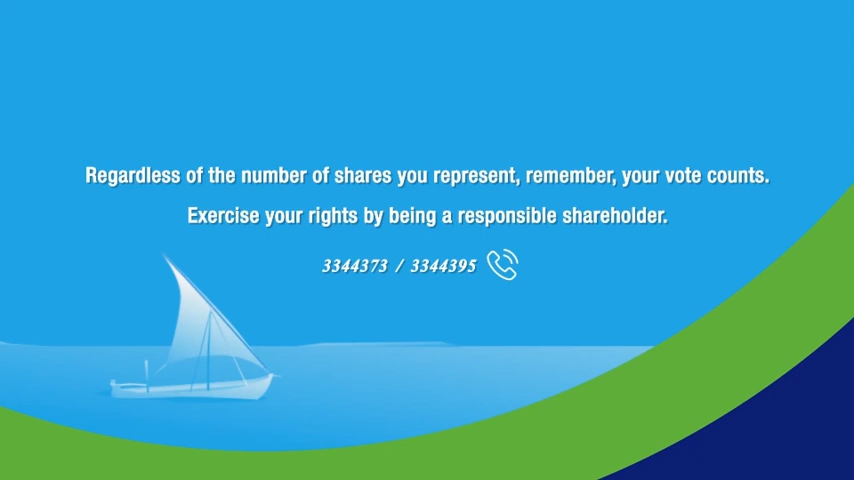 Regardless of the number of shares you represent, remember, your vote counts.
Exercise your rights by being a responsible shareholder.
3344373 / 3344395